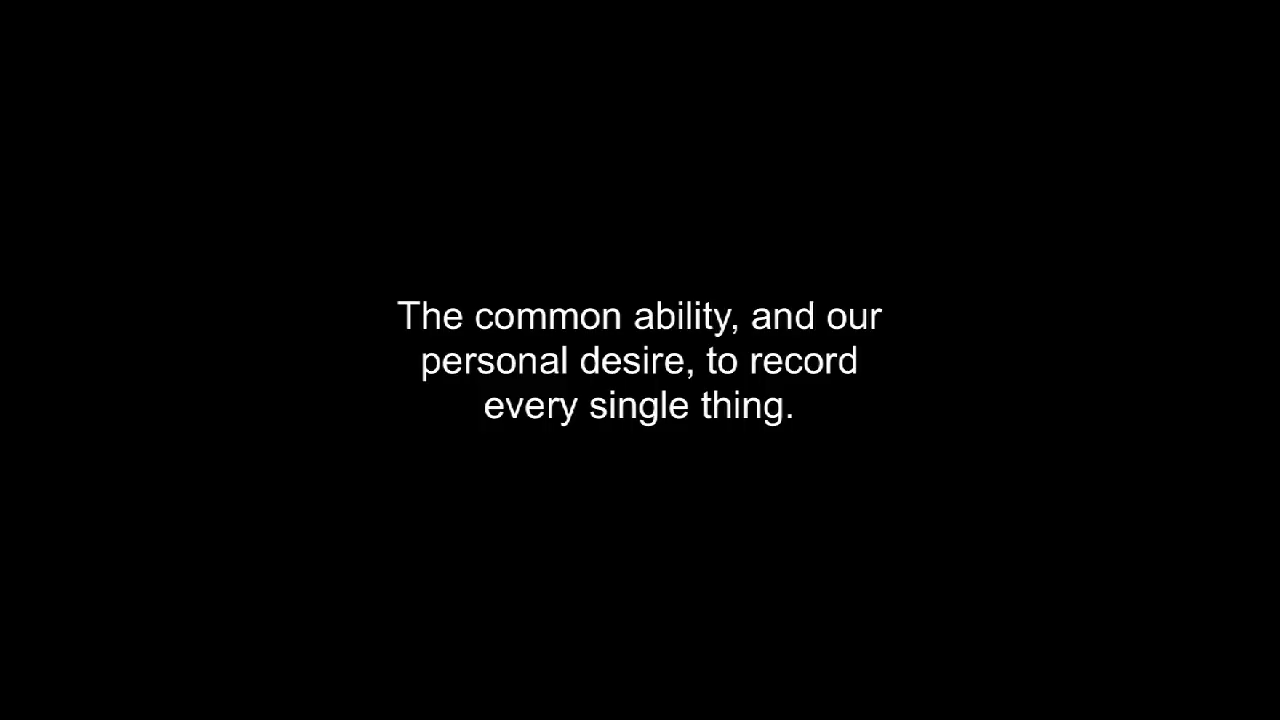 The common ability, and our
personal desire, to record
every single thing.